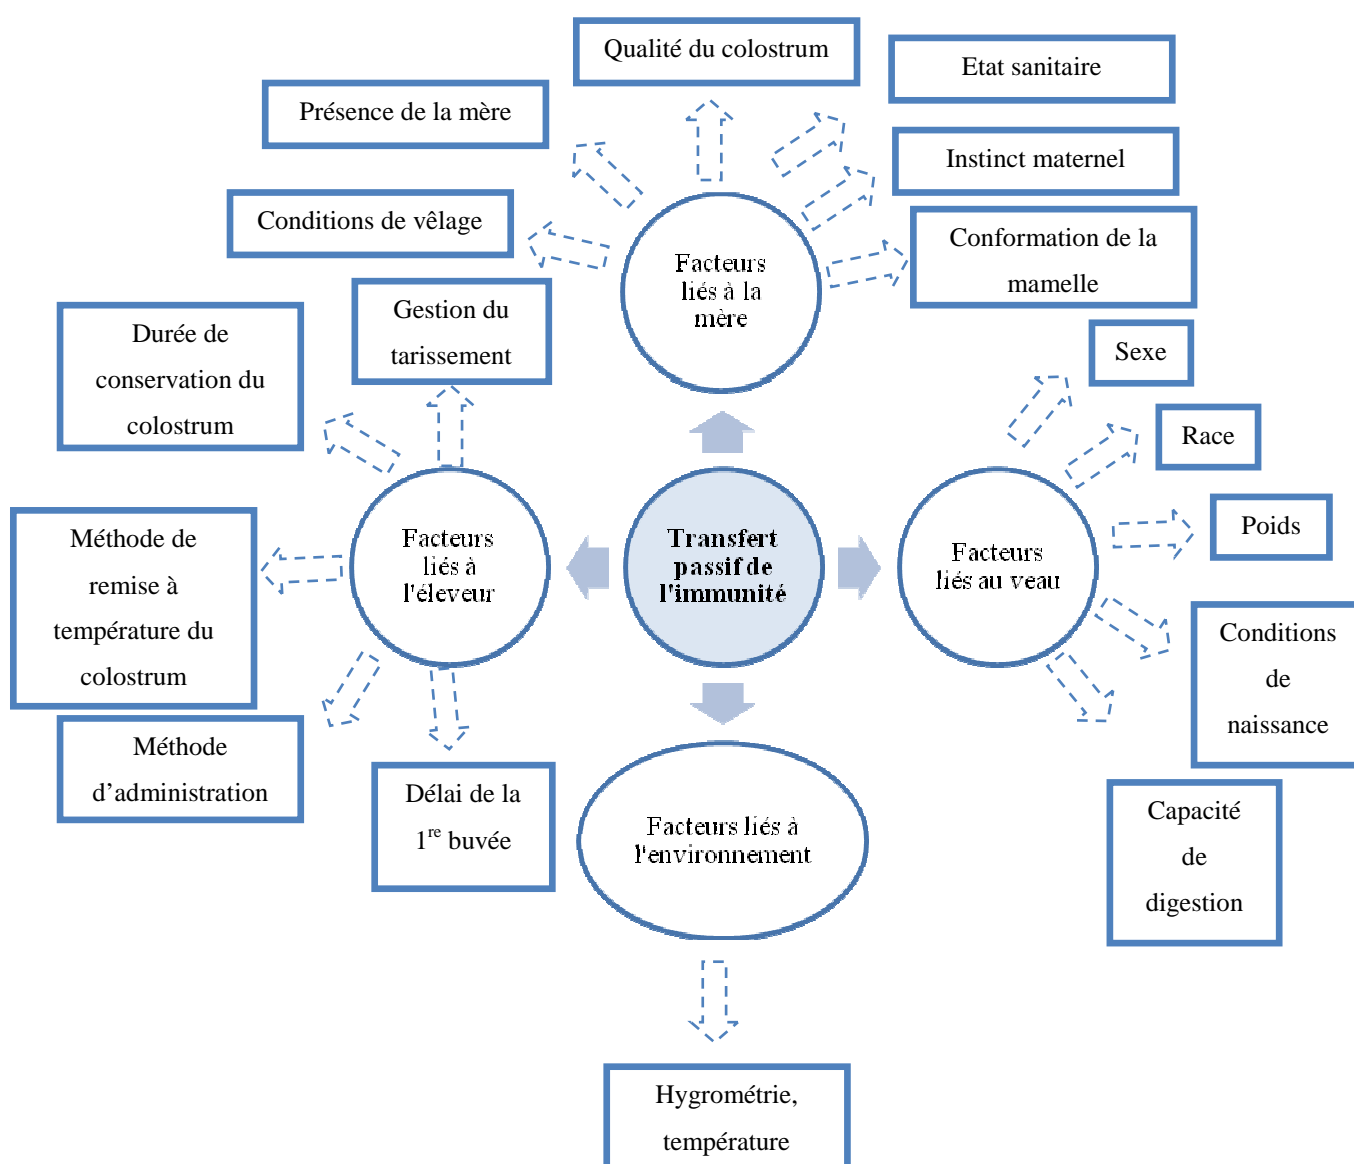 Qualité du colostrum
Etat sanitaire
Présence de la mère
Instinct maternel
Conditions de vêlage
Conformation de la
mamelle
Facteurs
liés à la
mère
Gestion du
tarissement
Durée de
conservation du
colostrum
Sexe
Race
Poids
Méthode de
remise à
température du
colostrum
Facteurs
liés à
l'éleveur
Transfert
passif de
l'immunité
Facteurs
liés au veau
Conditions
de
naissance
Méthode
d’administration
Délai de la
1re buvée
Facteurs liés à
l'environnement
Capacité
de
digestion
Hygrométrie,
température